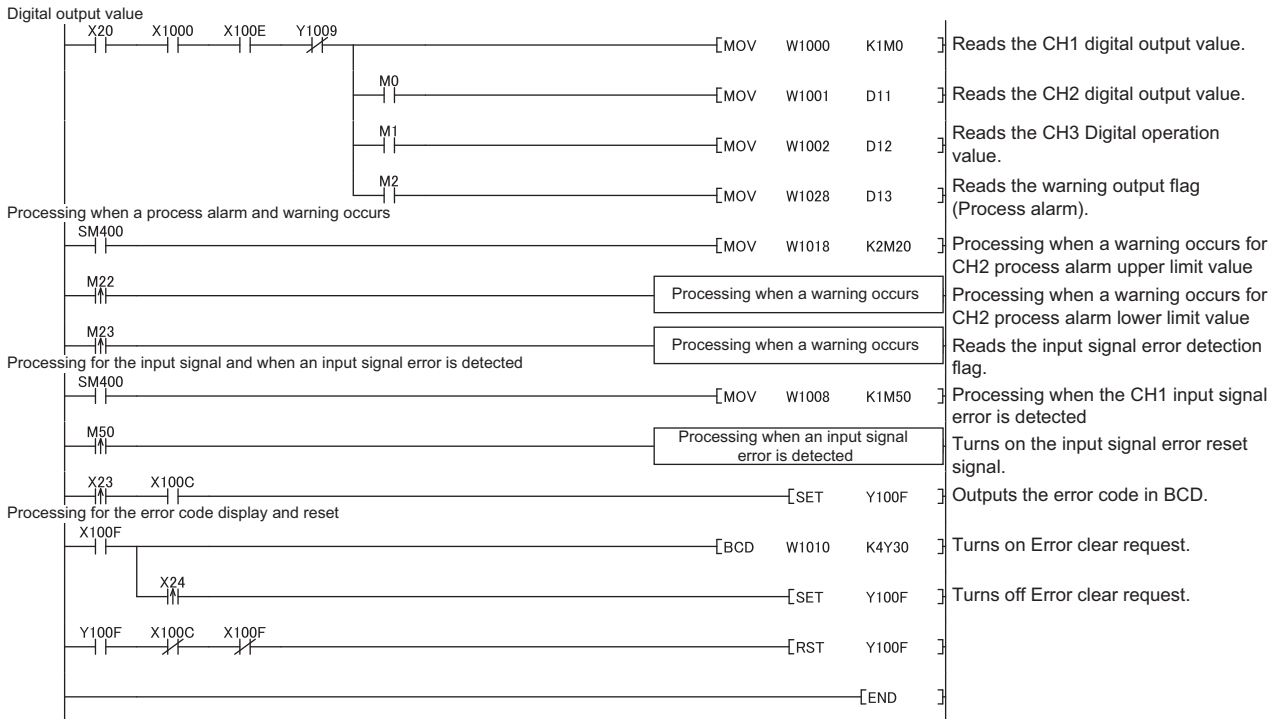 Digital output value
X20 X1000 X100E Y1009
[MOV W1000 K1M0 ] Reads the CH1 digital output value.
M0
[MOV W1001 D11 ] Reads the CH2 digital output value.
M1
[MOV W1002 D12 ] Reads the CH3 Digital operation
value.
M2
[MOV W1028 D13 ] Reads the warning output flag
(Process alarm).
Processing when a process alarm and warning occurs
SM400
[MOV W1018 K2M20 ] Processing when a warning occurs for
CH2 process alarm upper limit value
M22
Processing when a warning occurs Processing when a warning occurs for
CH2 process alarm lower limit value
M23
Processing when a warning occurs Reads the input signal error detection
flag.
Processing for the input signal and when an input signal error is detected
SM400
[MOV W1008 K1M50 ] Processing when the CH1 input signal
error is detected
M50
Processing when an input signal
error is detected
Turns on the input signal error reset
signal.
X23 X100C
[SET Y100F ] Outputs the error code in BCD.
Processing for the error code display and reset
X100F
[BCD W1010 K4Y30 ] Turns on Error clear request.
X24
[SET Y100F ] Turns off Error clear request.
Y100F X100C X100F
[RST Y100F ]
[END ]